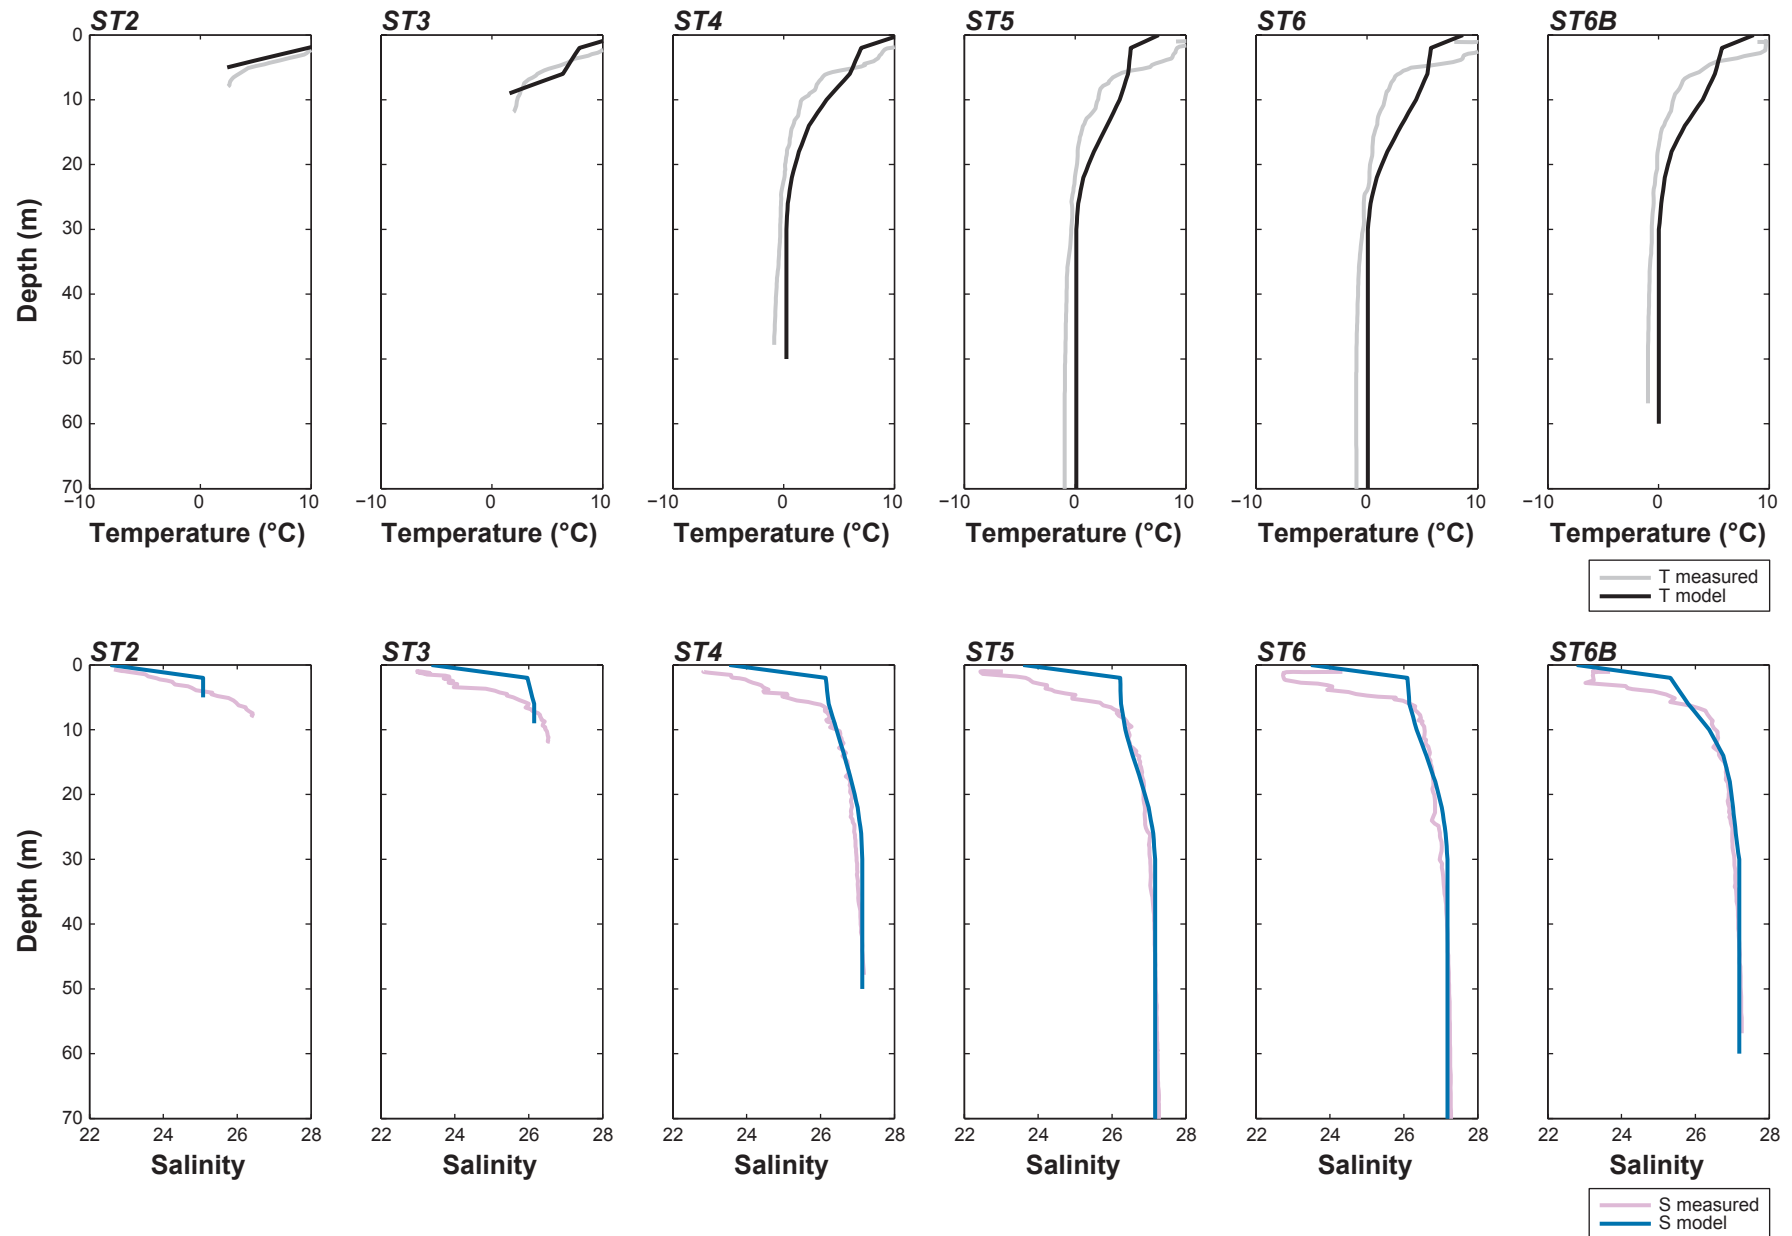 ST2 ST3 ST4 ST5 ST6 ST6B
0
10
20
30
40
50
60
70
Depth (m)
−10 0 10 −10 0 10 −10 0 10 −10 0 10 −10 0 10 −10 0 10
Temperature (°C) Temperature (°C) Temperature (°C) Temperature (°C) Temperature (°C) Temperature (°C)
T measured
T model
ST2 ST3 ST4 ST5 ST6 ST6B
0
10
20
30
40
50
60
70
Depth (m)
22 24 26 28 22 24 26 28 22 24 26 28 22 24 26 28 22 24 26 28 22 24 26 28
Salinity Salinity Salinity Salinity Salinity Salinity
S measured
S model